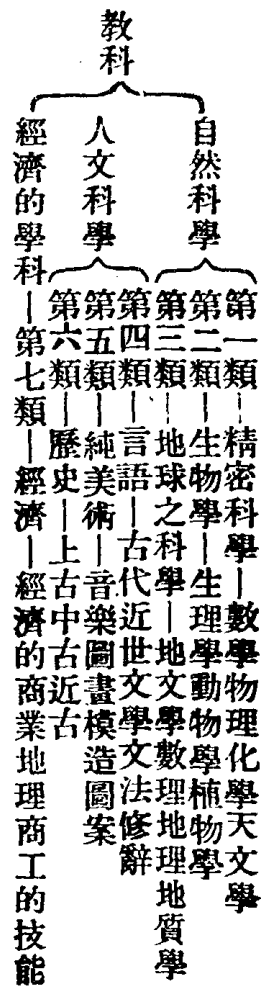 教科
自然科學
第一類—精密科學—數學物理化學天文學
第二類—生物學—生理學動物學植物學
第三類—地球之科學—地文學數理地理地質學
人文科學
第四類—言語—古代近世文學文法修辭
第五類—純美術—音樂圖畫模造圖案
第六類—歷史—上古中古近古
經濟的學科—第七類—經濟—經濟的商業地理商工的技能